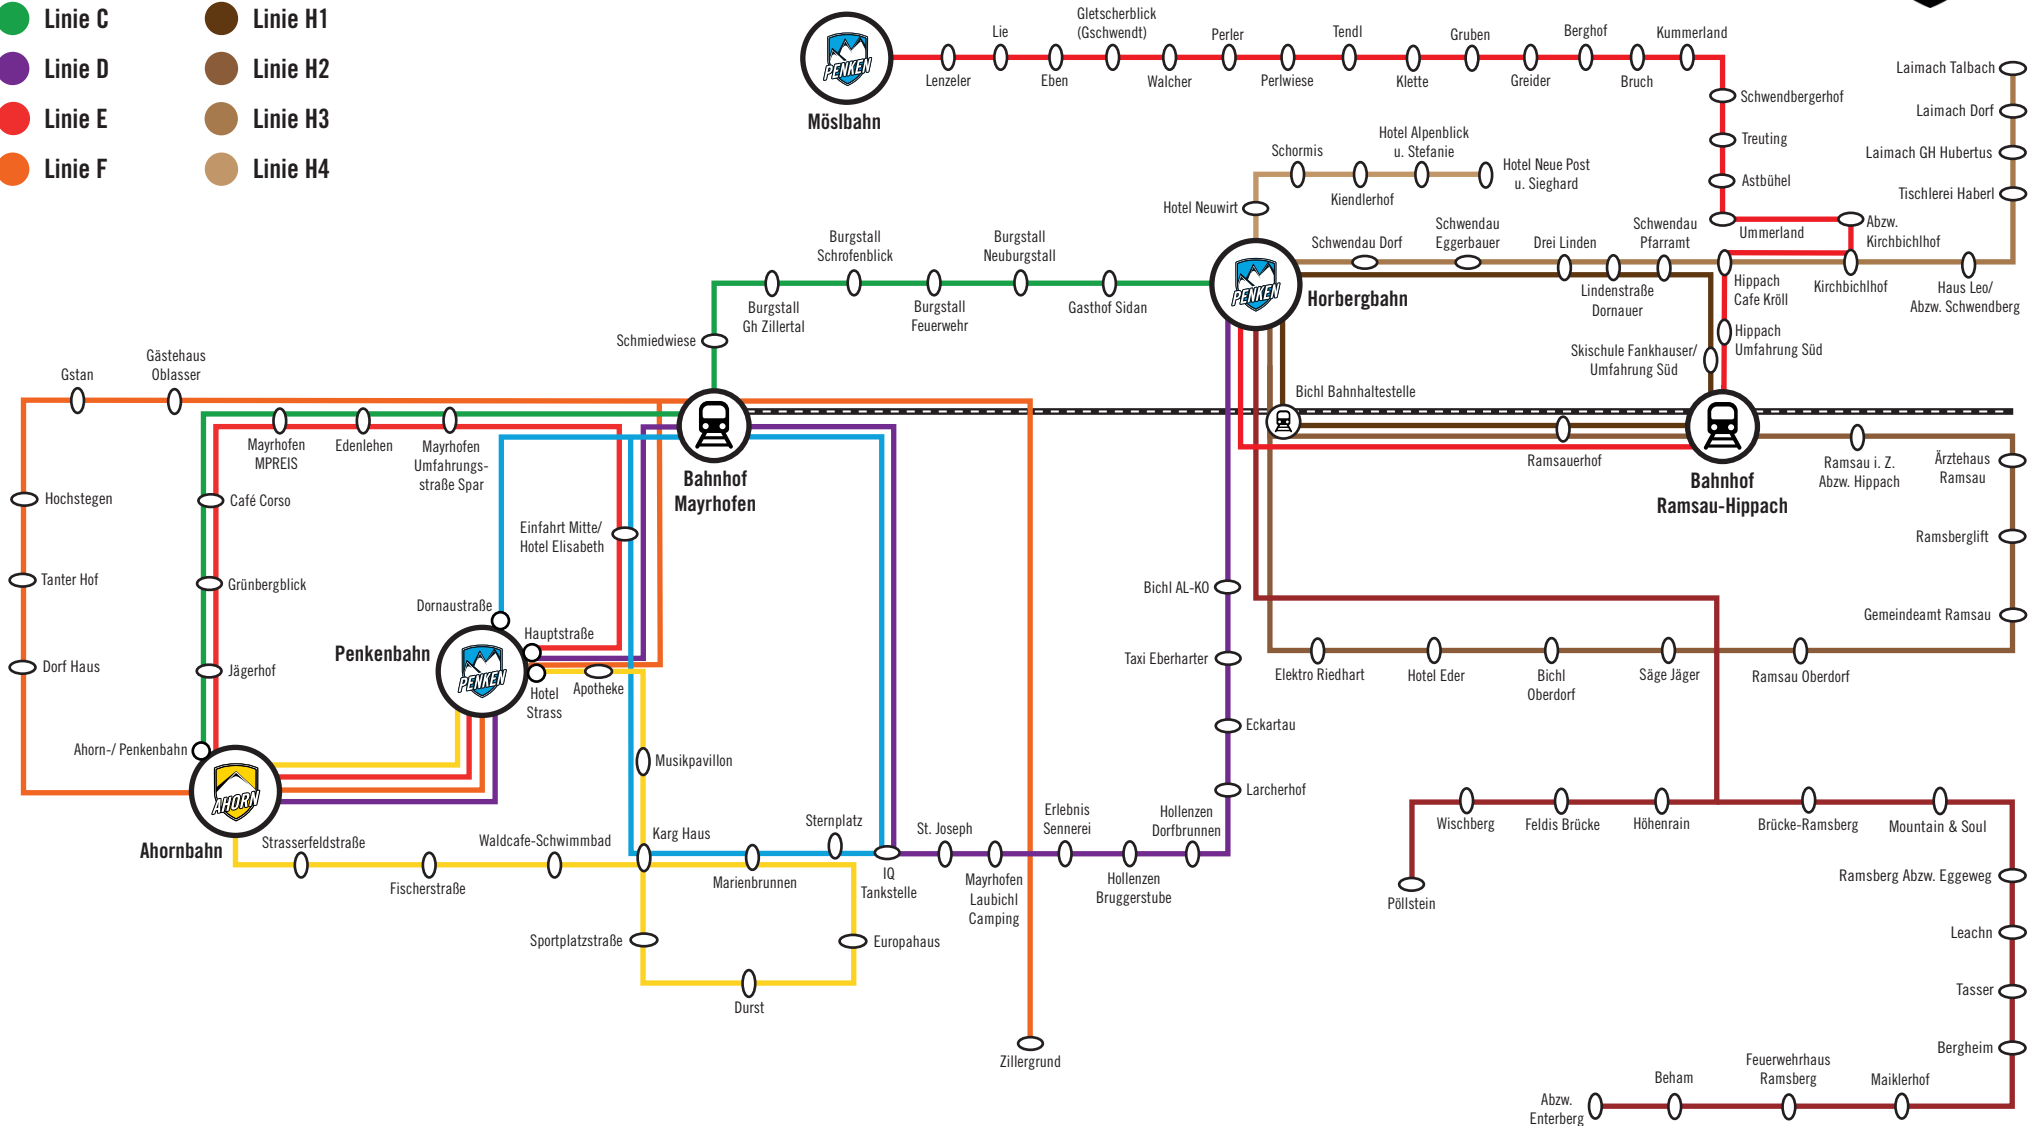 Linie C
Linie H1
Linie D
Linie H2
Linie E
Linie H3
Linie F
Linie H4
PENKEN
Möslbahn
Lenzeler
Lie
Eben
Gletscherblick
(Gschwendt)
Walcher
Perler
Perlwiese
Tendl
Klette
Gruben
Greider
Berghof
Bruch
Kummerland
Schwendbergerhof
Treuting
Astbühel
Ummerland
Abzw.
Kirchbichlhof
Laimach Talbach
Laimach Dorf
Laimach GH Hubertus
Tischlerei Haberl
Schormis
Kiendlerhof
Hotel Alpenblick
u. Stefanie
Hotel Neue Post
u. Sieghard
Hotel Neuwirt
PENKEN
Horbergbahn
Schwendau Dorf
Schwendau
Eggerbauer
Drei Linden
Lindenstraße
Dornauer
Schwendau
Pfarramt
Hippach
Cafe Kröll
Kirchbichlhof
Haus Leo/
Abzw. Schwendberg
Hippach
Umfahrung Süd
Skischule Fankhauser/
Umfahrung Süd
Burgstall
Schrofenblick
Burgstall
Neuburgstall
Burgstall
Gh Zillertal
Burgstall
Feuerwehr
Gasthof Sidan
Schmiedwiese
Gstan
Gästehaus
Oblasser
Mayrhofen
MPREIS
Edenlehen
Mayrhofen
Umfahrungs-
straße Spar
Bahnhof
Mayrhofen
Bichl Bahnhaltestelle
Ramsauerhof
Bahnhof
Ramsau-Hippach
Ramsau i. Z.
Abzw. Hippach
Ärztehaus
Ramsau
Ramsberglift
Gemeindeamt Ramsau
Hochstegen
Café Corso
Einfahrt Mitte/
Hotel Elisabeth
Tanter Hof
Grünbergblick
Dornaustraße
Hauptstraße
Penkenbahn
PENKEN
Hotel
Strass
Apotheke
Dorf Haus
Jägerhof
Ahorn-/ Penkenbahn
AHORN
Ahornbahn
Musikpavillon
Bichl AL-KO
Taxi Eberharter
Eckartau
Larcherhof
Elektro Riedhart
Hotel Eder
Bichl
Oberdorf
Säge Jäger
Ramsau Oberdorf
Strasserfeldstraße
Fischerstraße
Waldcafe-Schwimmbad
Karg Haus
Marienbrunnen
Sternplatz
IQ
Tankstelle
St. Joseph
Mayrhofen
Laubichl
Camping
Erlebnis
Sennerei
Hollenzen
Bruggerstube
Hollenzen
Dorfbrunnen
Sportplatzstraße
Europahaus
Durst
Zillergrund
Wischberg
Feldis Brücke
Höhenrain
Brücke-Ramsberg
Mountain & Soul
Pöllstein
Ramsberg Abzw. Eggeweg
Leachn
Tasser
Bergheim
Abzw.
Enterberg
Beham
Feuerwehrhaus
Ramsberg
Maiklerhof